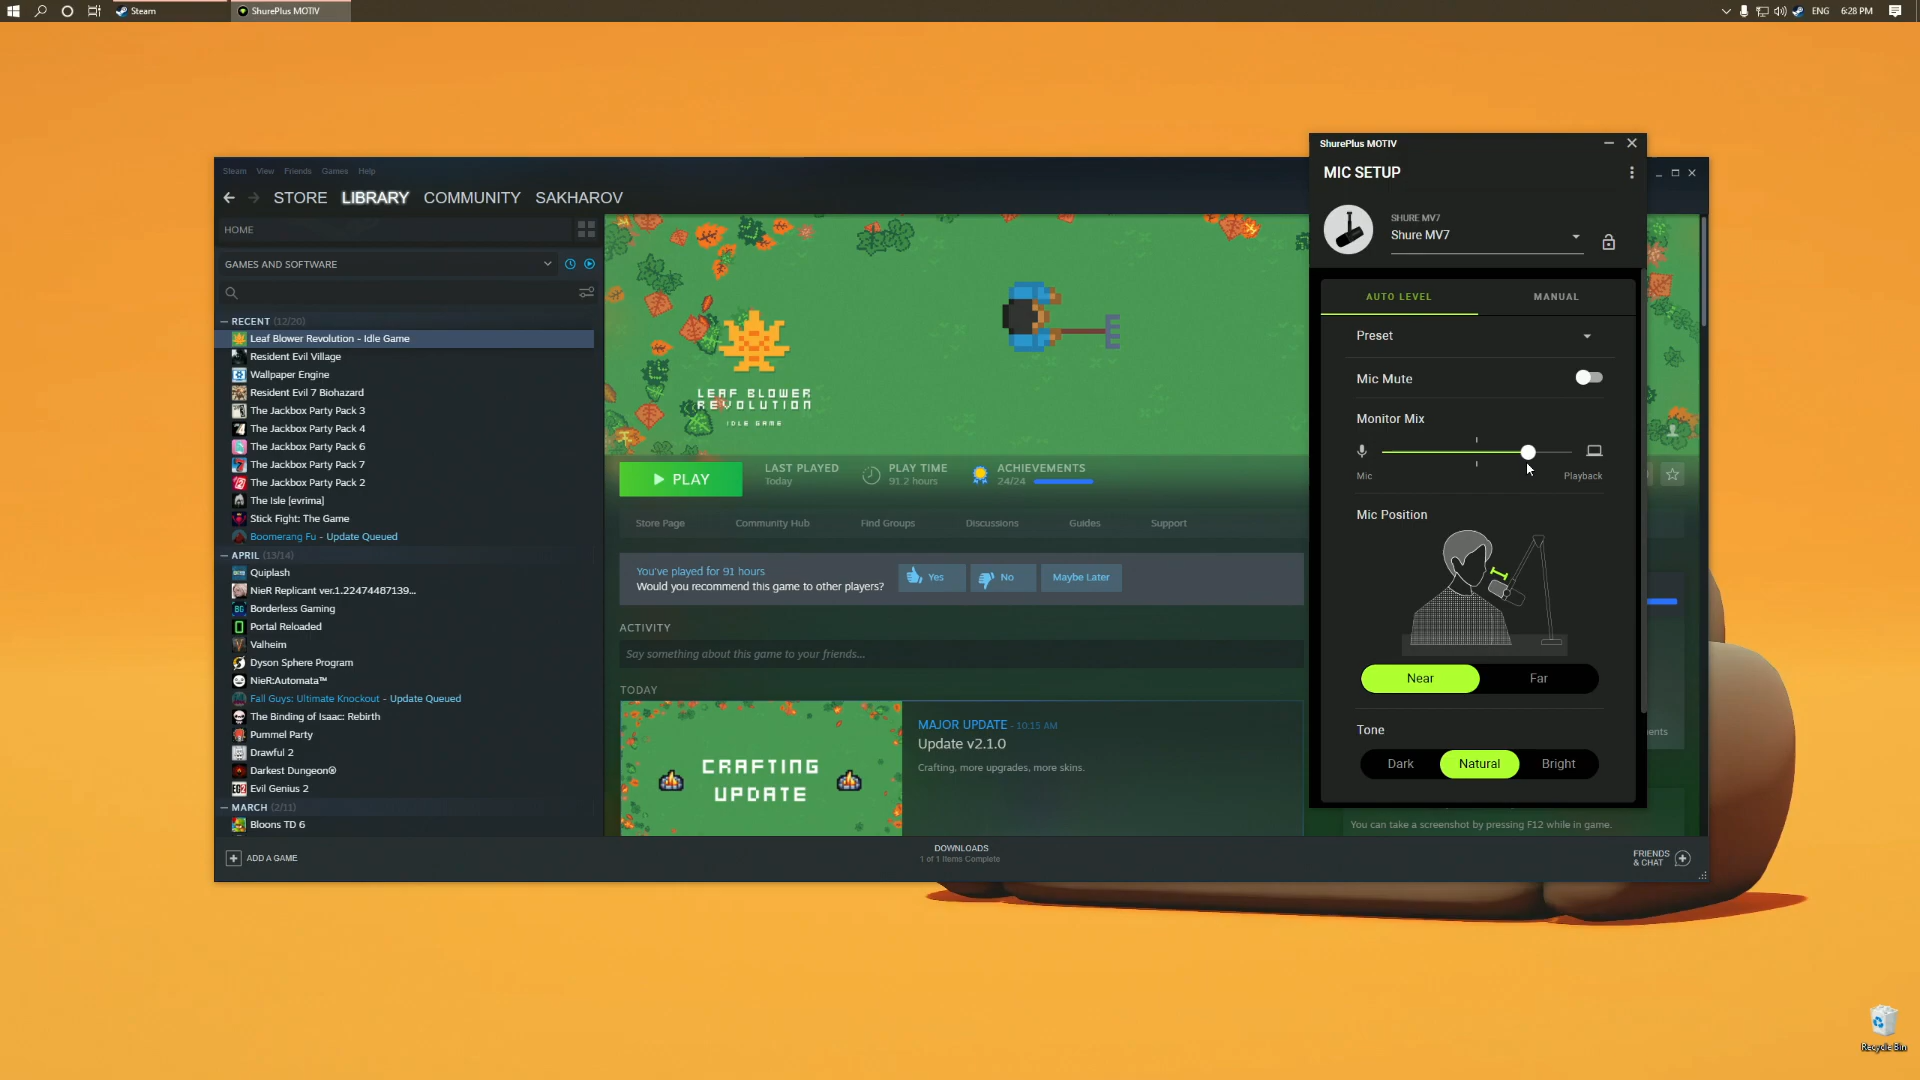 Steam
ShurePlus MOTIV
ENG
6:28 PM
Steam View Friends Games Help
STORE LIBRARY COMMUNITY SAKHAROV
HOME
GAMES AND SOFTWARE
RECENT (12/20)
Leaf Blower Revolution - Idle Game
Resident Evil Village
Wallpaper Engine
Resident Evil 7 Biohazard
The Jackbox Party Pack 3
The Jackbox Party Pack 4
The Jackbox Party Pack 6
The Jackbox Party Pack 7
The Jackbox Party Pack 2
The Isle [evrima]
Stick Fight: The Game
Boomerang Fu - Update Queued
APRIL (13/14)
Quiplash
NieR Replicant ver.1.22474487139...
Borderless Gaming
Portal Reloaded
Valheim
Dyson Sphere Program
NieR:Automata™
Fall Guys: Ultimate Knockout - Update Queued
The Binding of Isaac: Rebirth
Pummel Party
Drawful 2
Darkest Dungeon®
Evil Genius 2
MARCH (2/11)
Bloons TD 6
ADD A GAME
LEAF BLOWER
REVOLUTION
IDLE GAME
PLAY
LAST PLAYED
Today
PLAY TIME
91.2 hours
ACHIEVEMENTS
24/24
Store Page Community Hub Find Groups Discussions Guides Support
You've played for 91 hours
Would you recommend this game to other players?
Yes
No
Maybe Later
ACTIVITY
Say something about this game to your friends...
TODAY
CRAFTING
UPDATE
MAJOR UPDATE - 10:15 AM
Update v2.1.0
Crafting, more upgrades, more skins.
You can take a screenshot by pressing F12 while in game.
DOWNLOADS
1 of 1 Items Complete
FRIENDS
& CHAT
ShurePlus MOTIV
MIC SETUP
SHURE MV7
Shure MV7
AUTO LEVEL MANUAL
Preset
Mic Mute
Monitor Mix
Mic Playback
Mic Position
Near Far
Tone
Dark Natural Bright
Recycle Bin